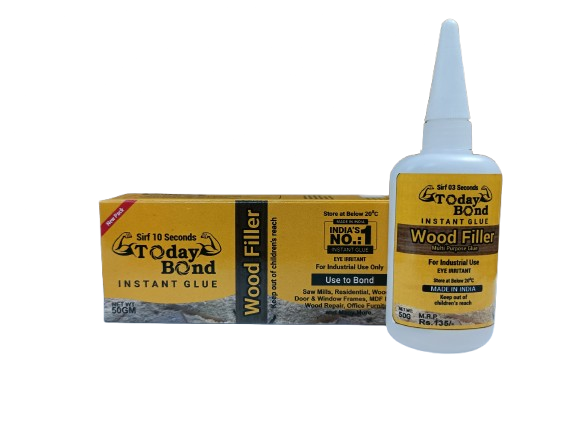 New Pack
Sirf 10 Seconds
TOday
BOnd
INSTANT GLUE
NET WT.
50GM
Wood Filler
Keep out of children's reach
Store at Below 20°C
MADE IN INDIA
INDIA'S
NO.:1
INSTANT GLUE
EYE IRRITANT
For Industrial Use Only
Use to Bond
Saw Mills, Residential,
Door & Window Frames, MDF
Wood Repair, Office
and
Sirf 03 Seconds
TOday
BOnd
INSTANT GLUE
Wood Filler
Multi Purpose Glue
For Industrial Use
EYE IRRITANT
Store at Below 20°C
MADE IN INDIA
Keep out of
children's reach
NET WT.
50G
M.R.P.
Rs.135/-